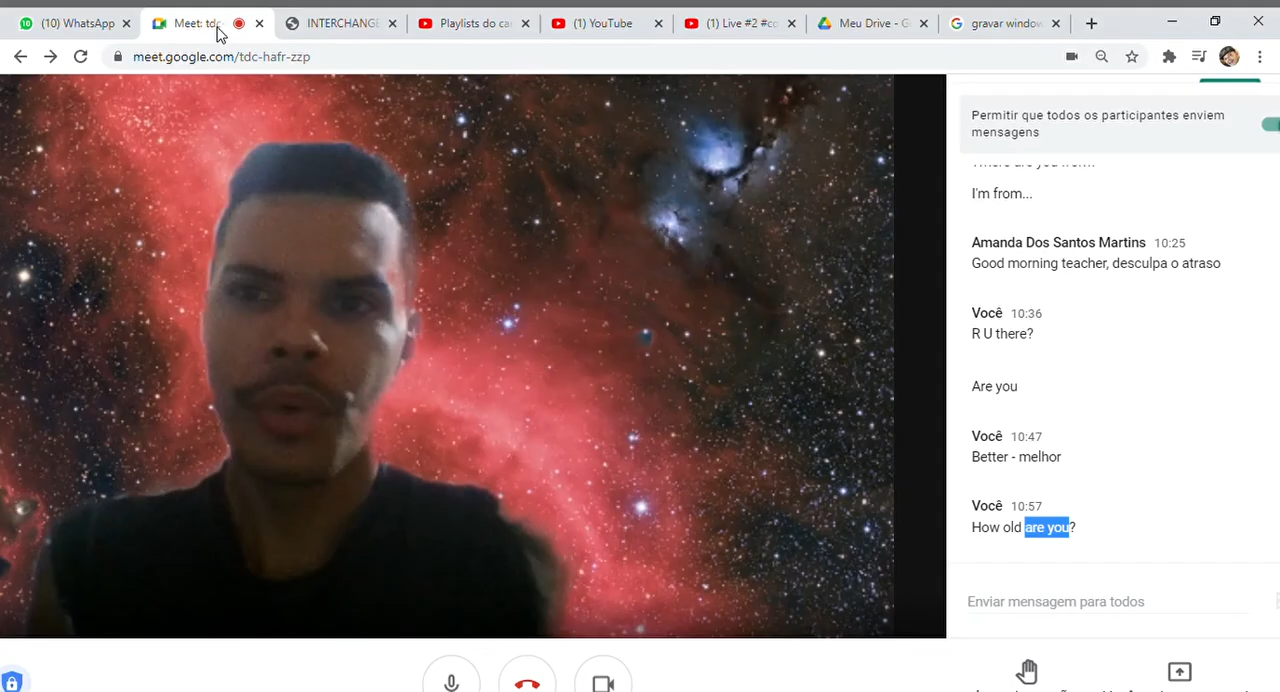 (10) WhatsApp
Meet: tdc
INTERCHANGE
Playlists do ca
(1) YouTube
(1) Live #2 #co
Meu Drive - G
gravar window
meet.google.com/tdc-hafr-zzp
Permitir que todos os participantes enviem
mensagens
I'm from...
Amanda Dos Santos Martins 10:25
Good morning teacher, desculpa o atraso
Você 10:36
R U there?
Are you
Você 10:47
Better - melhor
Você 10:57
How old are you?
Enviar mensagem para todos